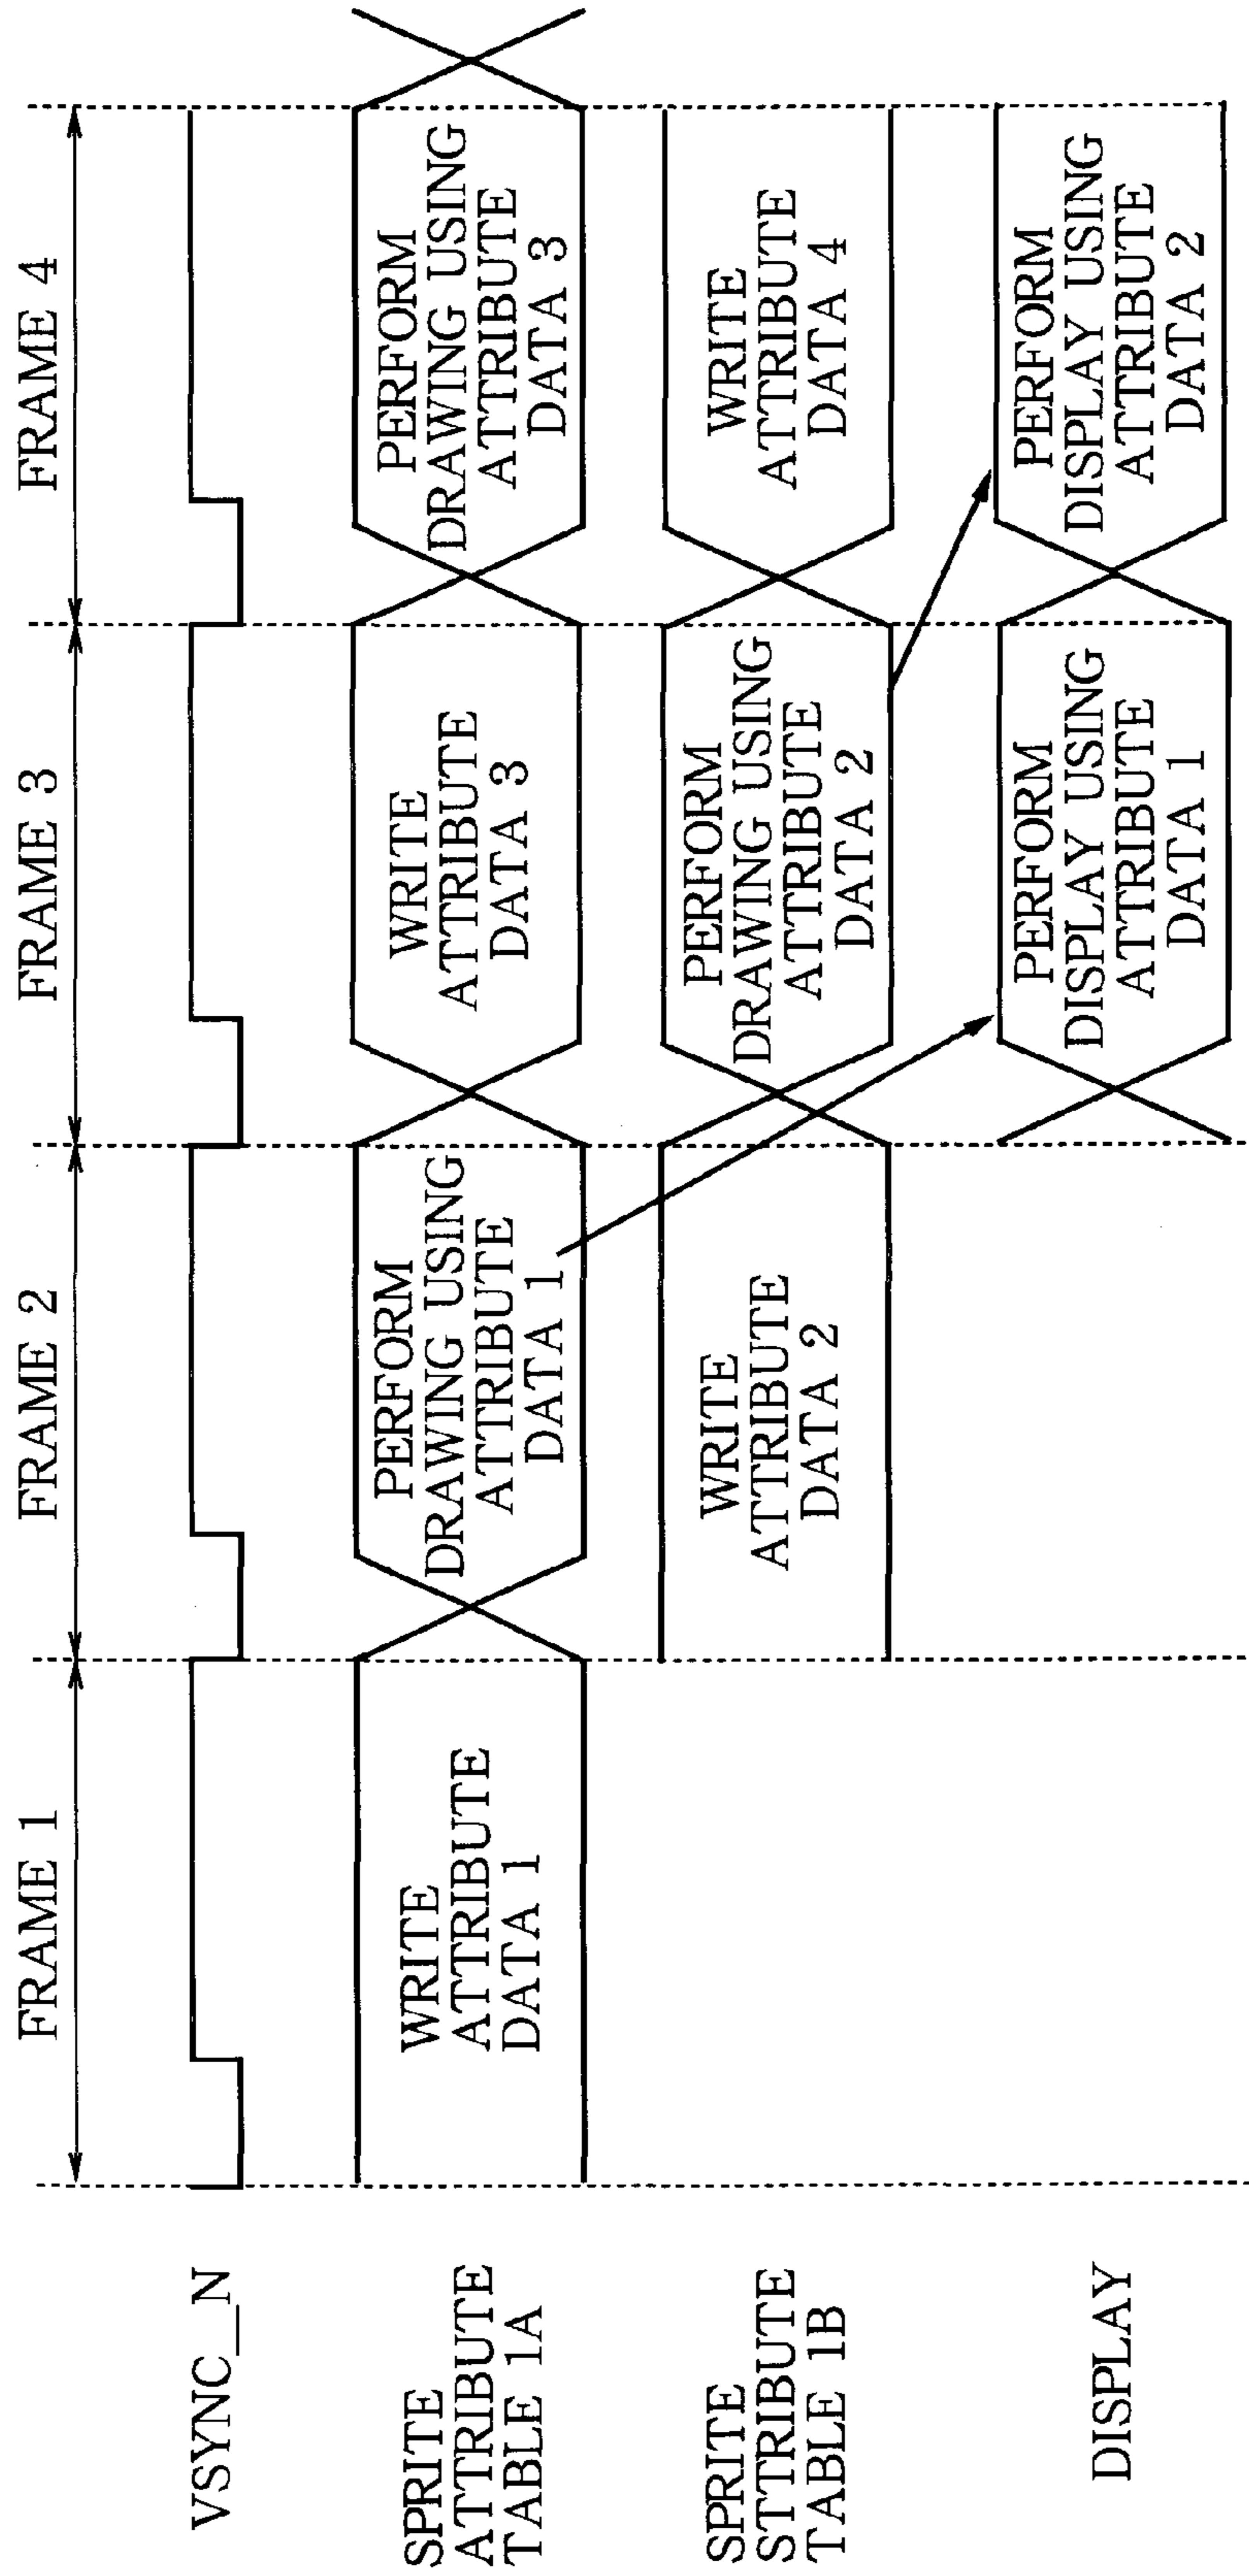 FRAME 1
FRAME 2
FRAME 3
FRAME 4
VSYNC_N
SPRITE
ATTRIBUTE
TABLE 1A
WRITE
ATTRIBUTE
DATA 1
PERFORM
DRAWING USING
ATTRIBUTE
DATA 1
WRITE
ATTRIBUTE
DATA 3
PERFORM
DRAWING USING
ATTRIBUTE
DATA 3
SPRITE
STTRIBUTE
TABLE 1B
WRITE
ATTRIBUTE
DATA 2
PERFORM
DRAWING USING
ATTRIBUTE
DATA 2
WRITE
ATTRIBUTE
DATA 4
DISPLAY
PERFORM
DISPLAY USING
ATTRIBUTE
DATA 1
PERFORM
DISPLAY USING
ATTRIBUTE
DATA 2